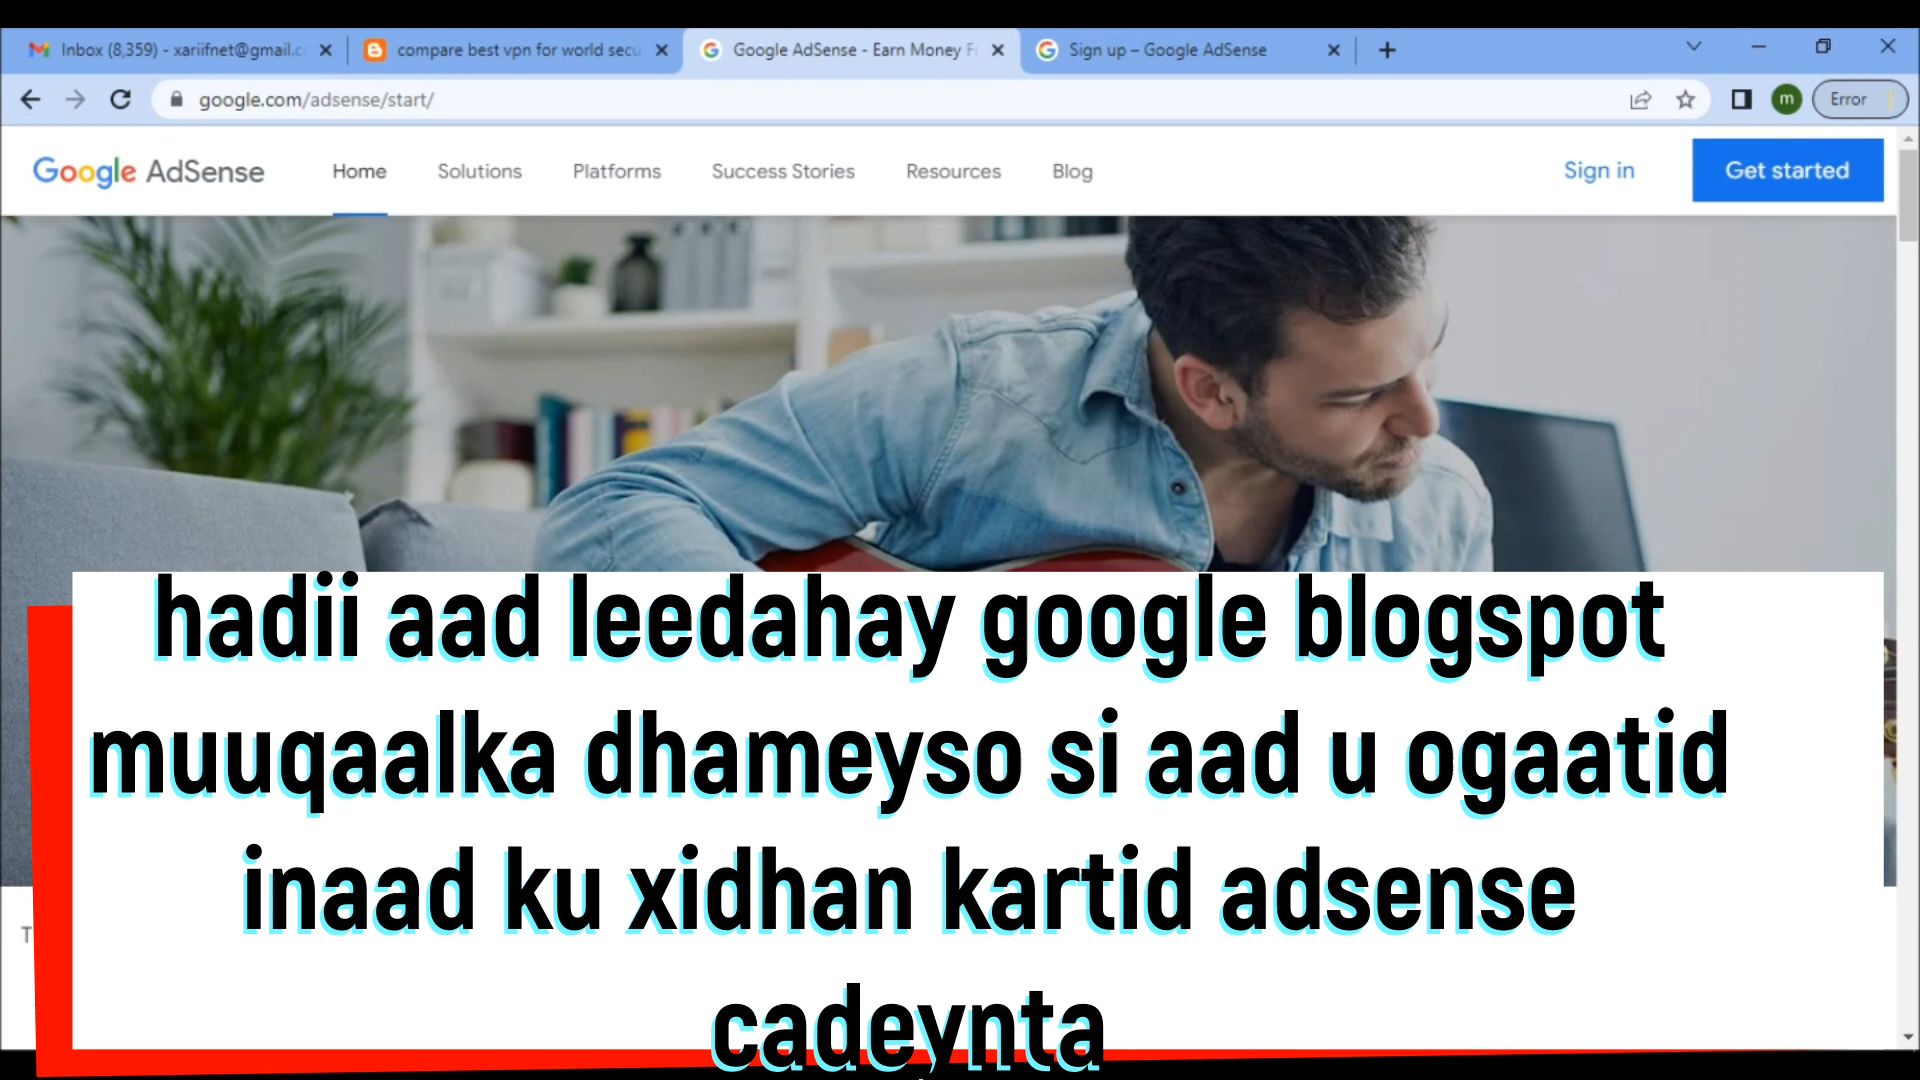 Inbox (8,359) - xariifnet@gmail.c
compare best vpn for world secu
Google AdSense - Earn Money F
Sign up – Google AdSense
google.com/adsense/start/
m
Error
Google AdSense
Home
Solutions
Platforms
Success Stories
Resources
Blog
Sign in
Get started
hadii aad leedahay google blogspot
muuqaalka dhameyso si aad u ogaatid
inaad ku xidhan kartid adsense
cadeynta
T